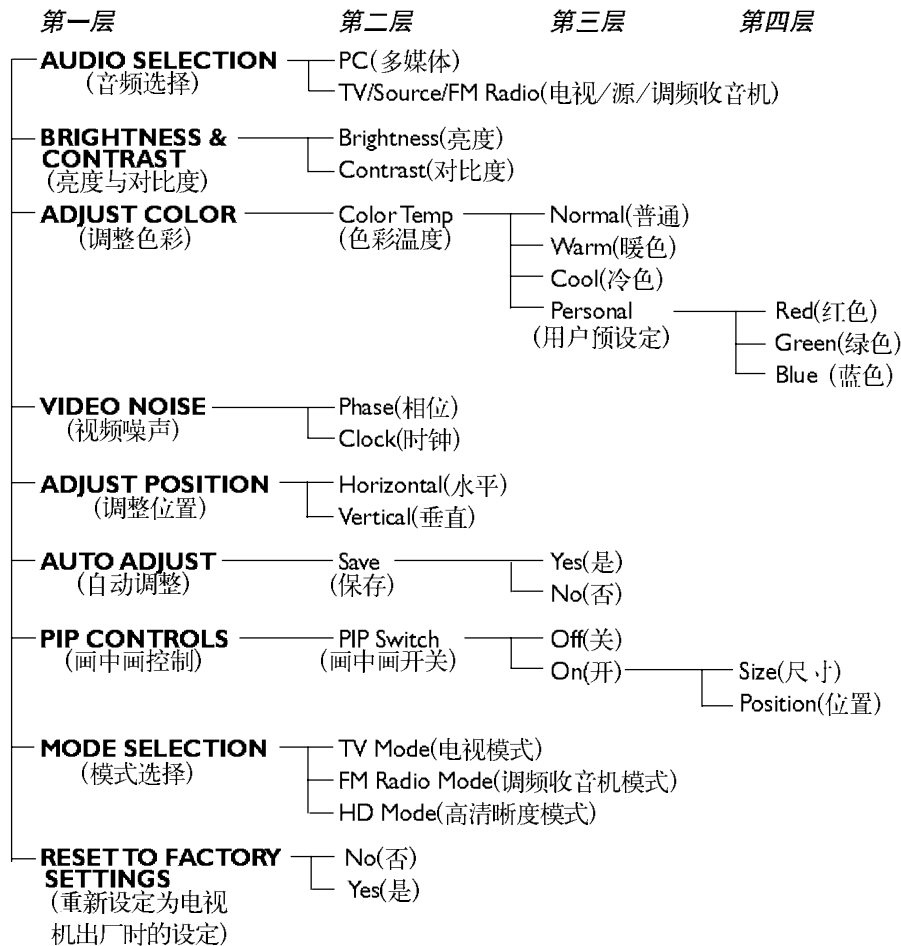 第一层 第二层 第三层 第四层
AUDIO SELECTION PC(多媒体)
(音频选择) TV/Source/FM Radio(电视/源/调频收音机)
BRIGHTNESS & Brightness(亮度)
CONTRAST Contrast(对比度)
(亮度与对比度)
ADJUST COLOR Color Temp Normal(普通)
(调整色彩) (色彩温度) Warm(暖色)
Cool(冷色)
Personal Red(红色)
(用户预设定) Green(绿色)
Blue (蓝色)
VIDEO NOISE Phase(相位)
(视频噪声) Clock(时钟)
ADJUST POSITION Horizontal(水平)
(调整位置) Vertical(垂直)
AUTO ADJUST Save Yes(是)
(自动调整) (保存) No(否)
PIP CONTROLS PIP Switch Off(关)
(画中画控制) (画中画开关) On(开) Size(尺寸)
Position(位置)
MODE SELECTION TV Mode(电视模式)
(模式选择) FM Radio Mode(调频收音机模式)
HD Mode(高清晰度模式)
RESET TO FACTORY No(否)
SETTINGS Yes(是)
(重新设定为电视
机出厂时的设定)